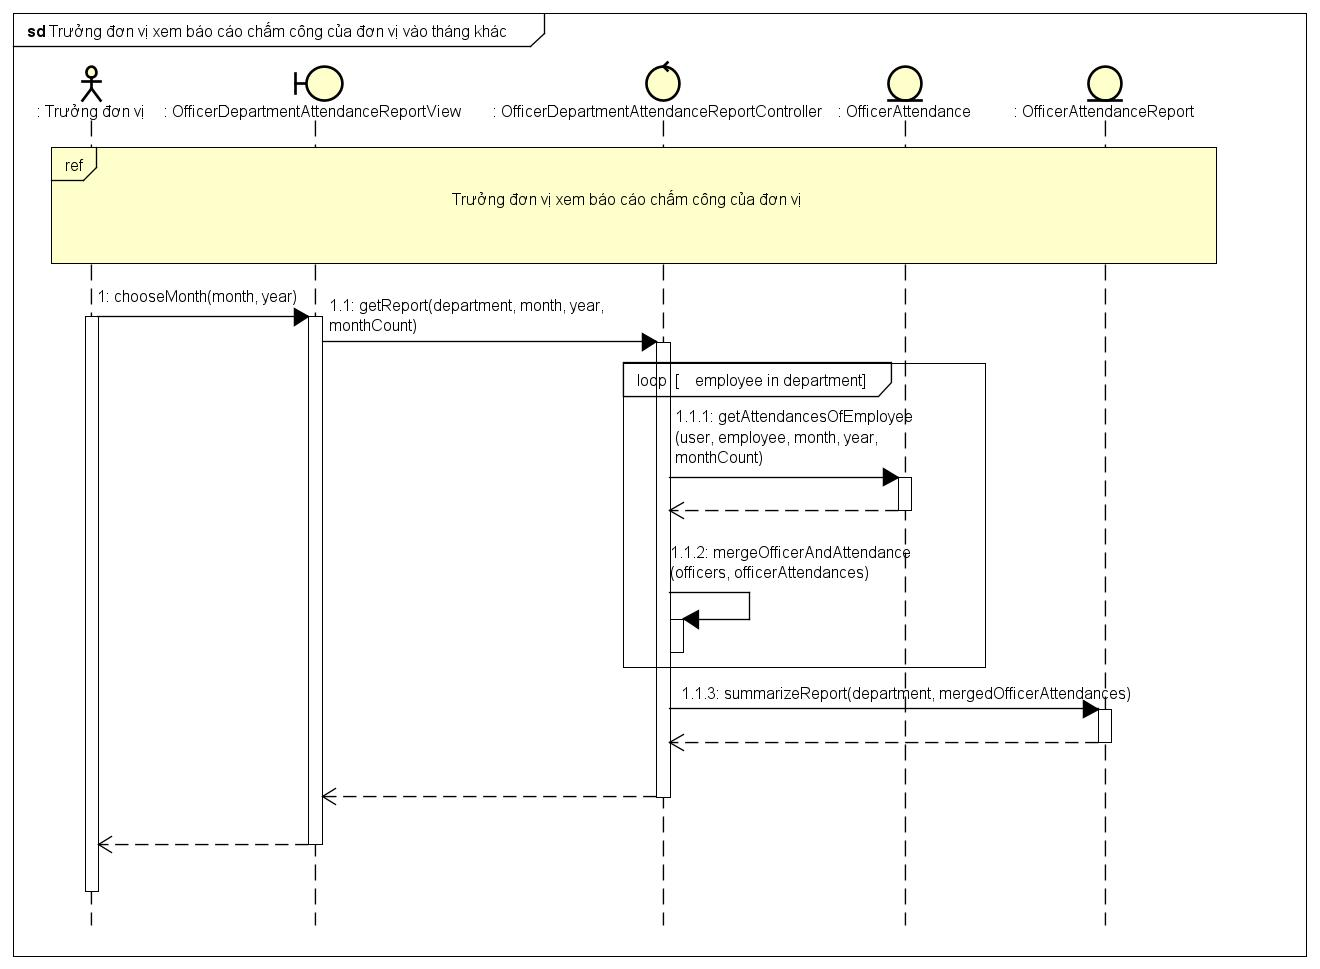 sd Trưởng đơn vị xem báo cáo chấm công của đơn vị vào tháng khác
: Trưởng đơn vị
: OfficerDepartmentAttendanceReportView
: OfficerDepartmentAttendanceReportController
: OfficerAttendance
: OfficerAttendanceReport
ref
Trưởng đơn vị xem báo cáo chấm công của đơn vị
1: chooseMonth(month, year)
1.1: getReport(department, month, year,
monthCount)
loop [ employee in department]
1.1.1: getAttendancesOfEmployee
(user, employee, month, year,
monthCount)
1.1.2: mergeOfficerAndAttendance
(officers, officerAttendances)
1.1.3: summarizeReport(department, mergedOfficerAttendances)